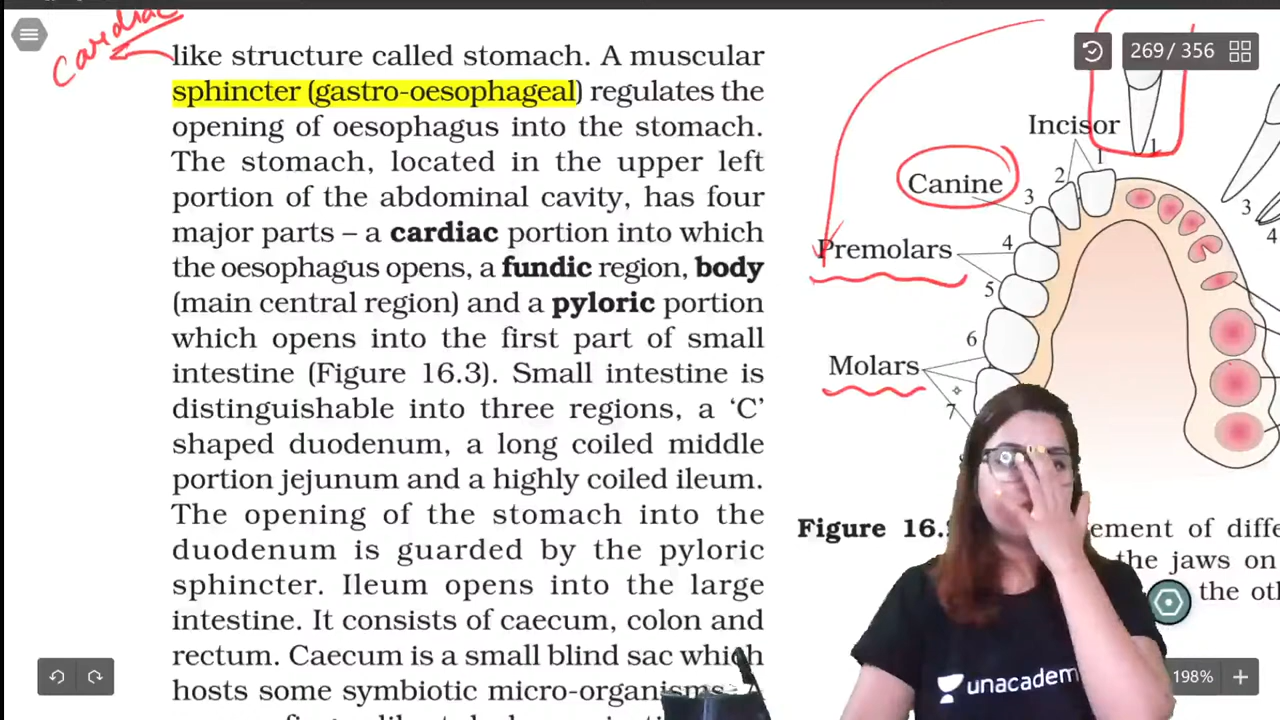 cardiac
like structure called stomach. A muscular
sphincter (gastro-oesophageal) regulates the
opening of oesophagus into the stomach.
The stomach, located in the upper left
portion of the abdominal cavity, has four
major parts – a cardiac portion into which
the oesophagus opens, a fundic region, body
(main central region) and a pyloric portion
which opens into the first part of small
intestine (Figure 16.3). Small intestine is
distinguishable into three regions, a ‘C’
shaped duodenum, a long coiled middle
portion jejunum and a highly coiled ileum.
The opening of the stomach into the
duodenum is guarded by the pyloric
sphincter. Ileum opens into the large
intestine. It consists of caecum, colon and
rectum. Caecum is a small blind sac which
hosts some symbiotic micro-organisms.
269 / 356
Incisor
1
1
2
Canine
3
3
4
Premolars
4
5
6
Molars
7
Figure 16.
the jaws on
the
unacadem
198%